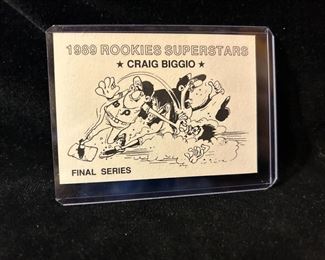 1989 ROOKIES SUPERSTARS
★ CRAIG BIGGIO ★
FINAL SERIES